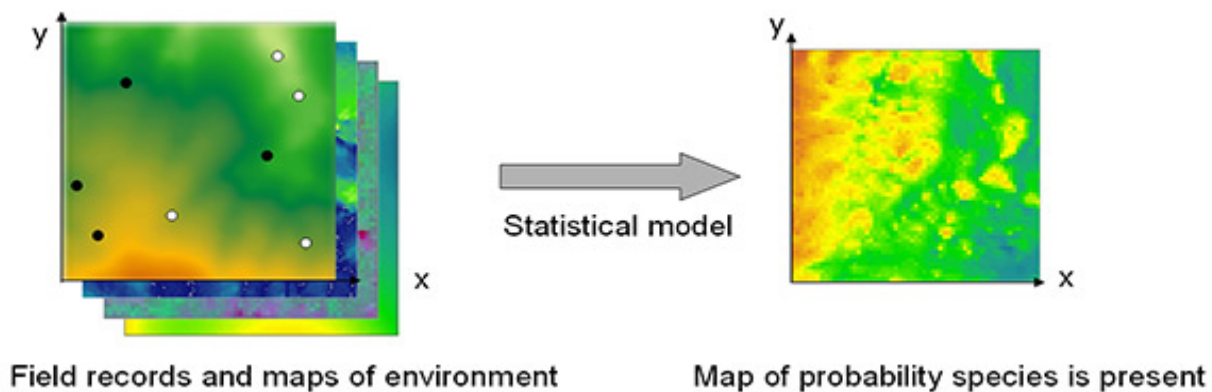 y
x
Field records and maps of environment
Statistical model
y
x
Map of probability species is present